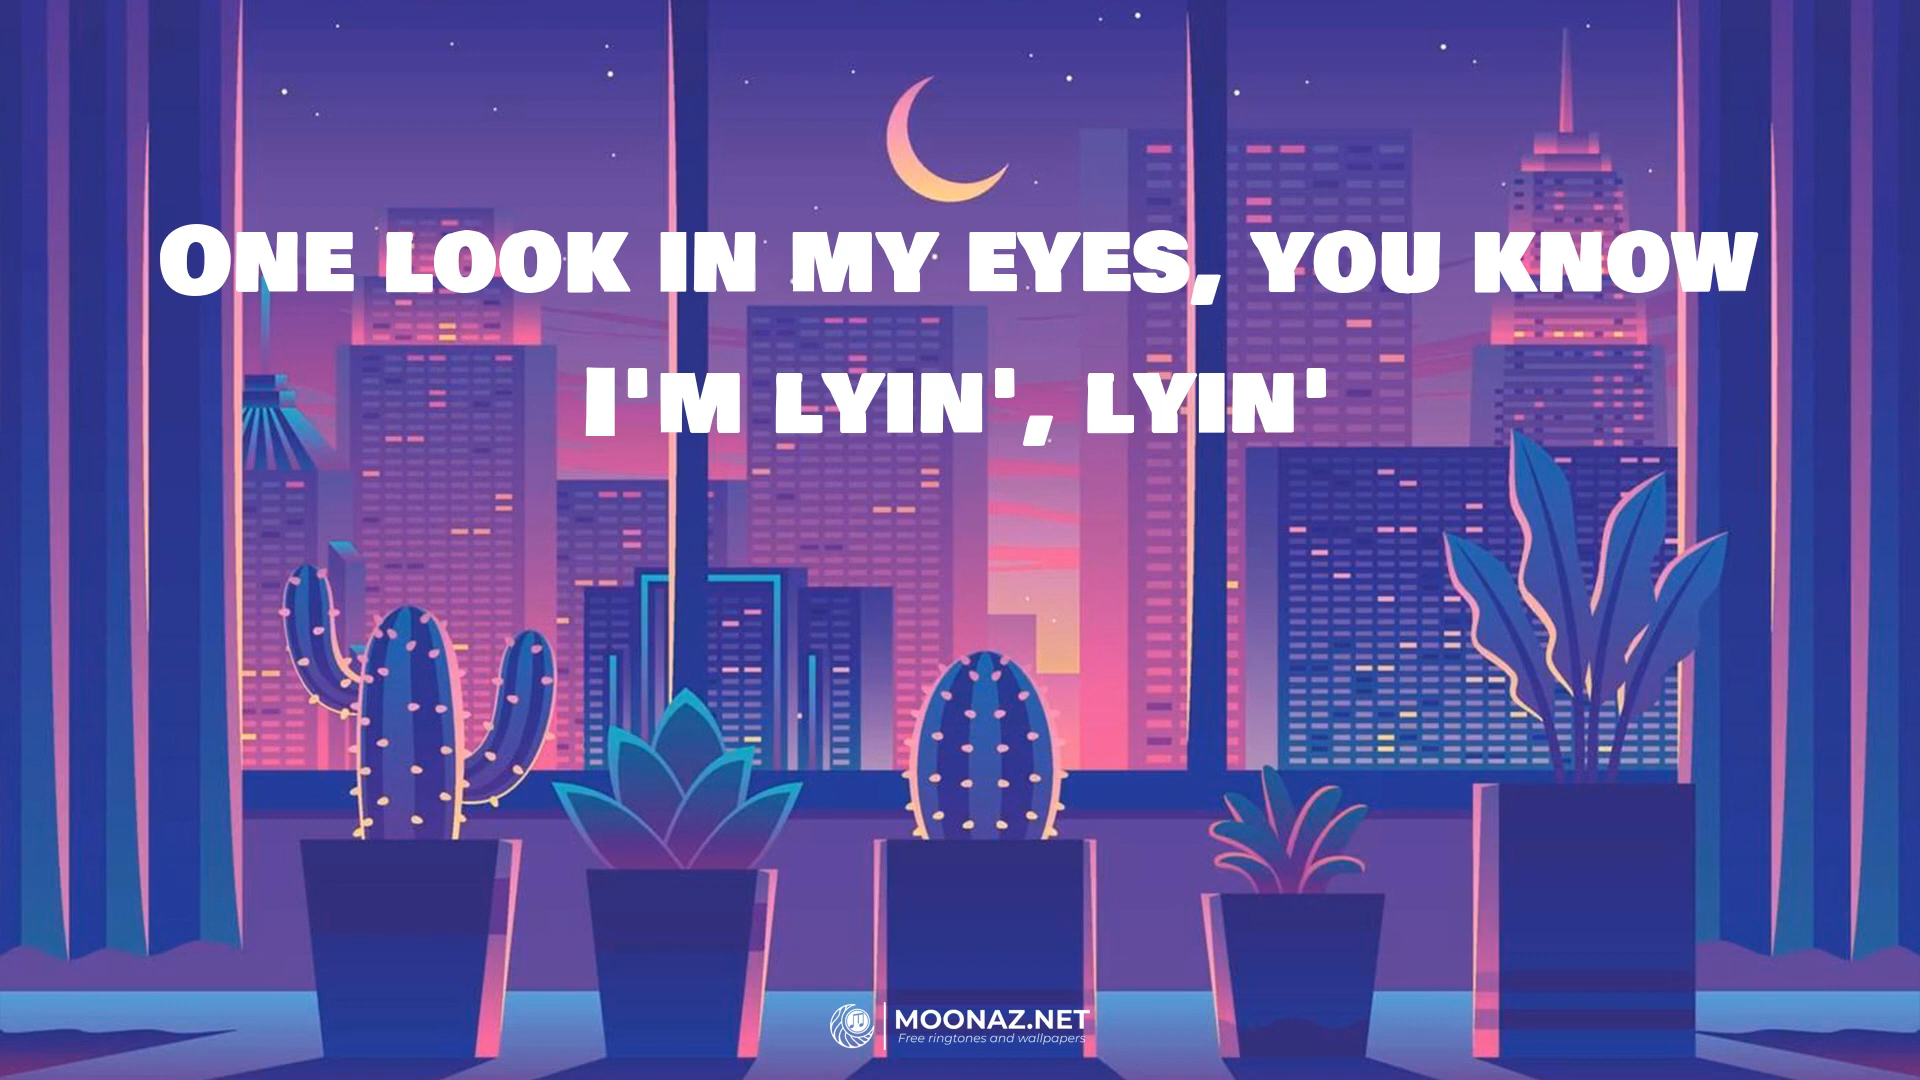 One look in my eyes, you know
I'm lyin', lyin'
MOONAZ.NET
Free ringtones and wallpapers